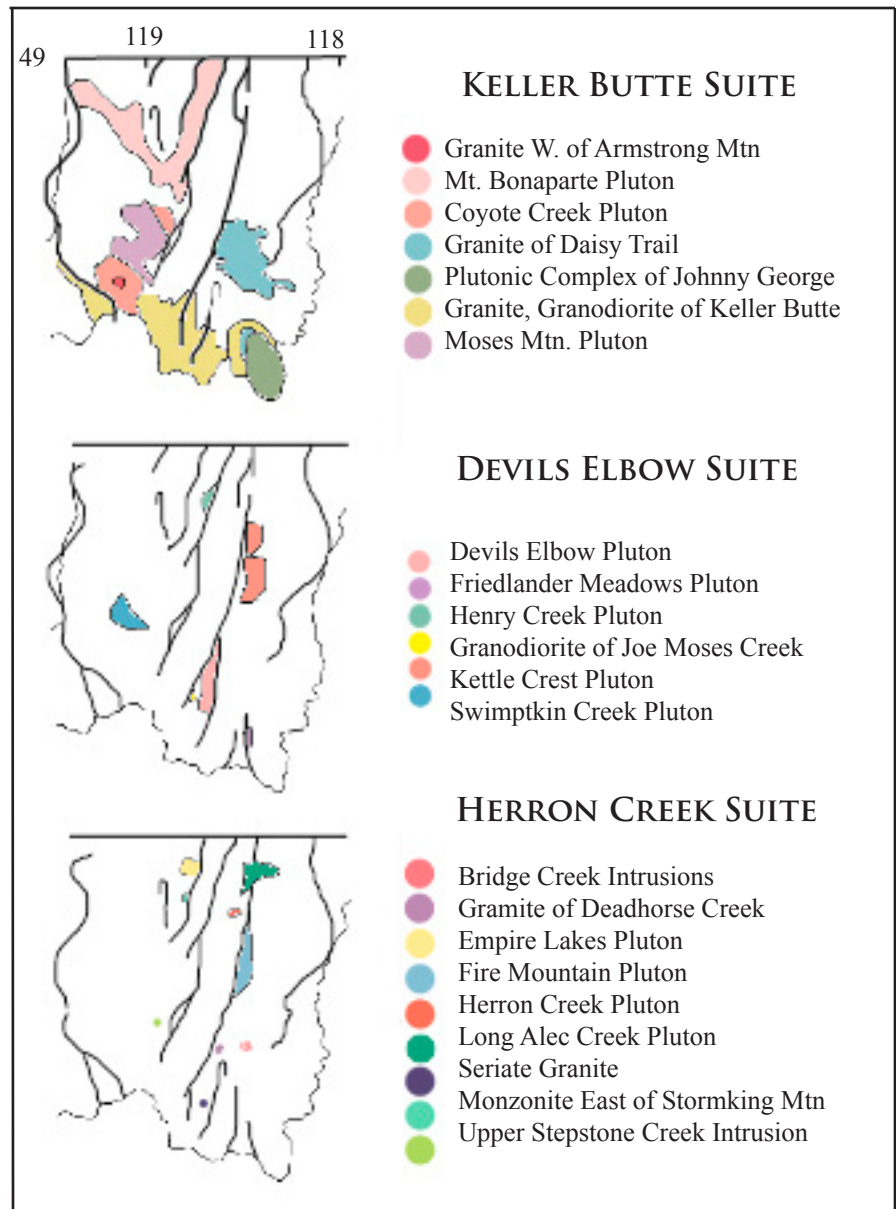 119
118
49
KELLER BUTTE SUITE
Granite W. of Armstrong Mtn
Mt. Bonaparte Pluton
Coyote Creek Pluton
Granite of Daisy Trail
Plutonic Complex of Johnny George
Granite, Granodiorite of Keller Butte
Moses Mtn. Pluton
DEVILS ELBOW SUITE
Devils Elbow Pluton
Friedlander Meadows Pluton
Henry Creek Pluton
Granodiorite of Joe Moses Creek
Kettle Crest Pluton
Swimptkin Creek Pluton
HERRON CREEK SUITE
Bridge Creek Intrusions
Gramite of Deadhorse Creek
Empire Lakes Pluton
Fire Mountain Pluton
Herron Creek Pluton
Long Alec Creek Pluton
Seriate Granite
Monzonite East of Stormking Mtn
Upper Stepstone Creek Intrusion